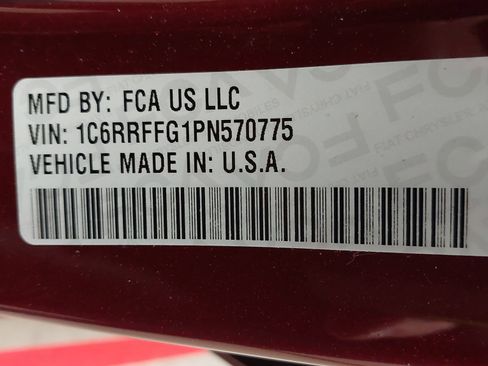 MFD BY: FCA US LLC
VIN: 1C6RRFFG1PN570775
VEHICLE MADE IN: U.S.A.